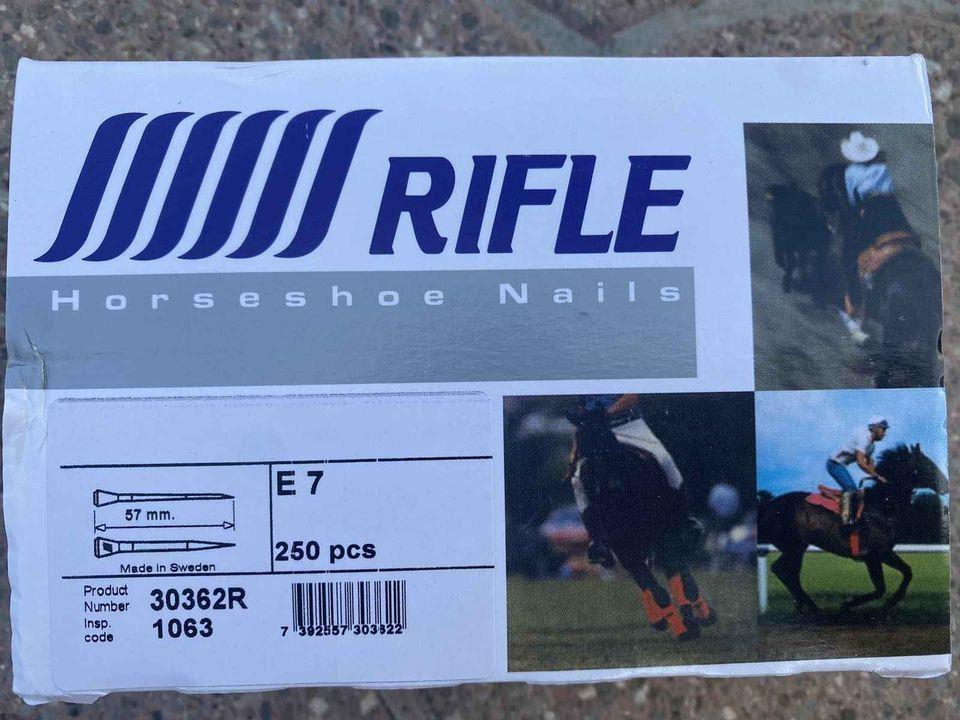 RIFLE
Horseshoe Nails
E 7
57 mm.
250 pcs
Made in Sweden
Product Number 30362R
Insp. code 1063
7 392557 303622